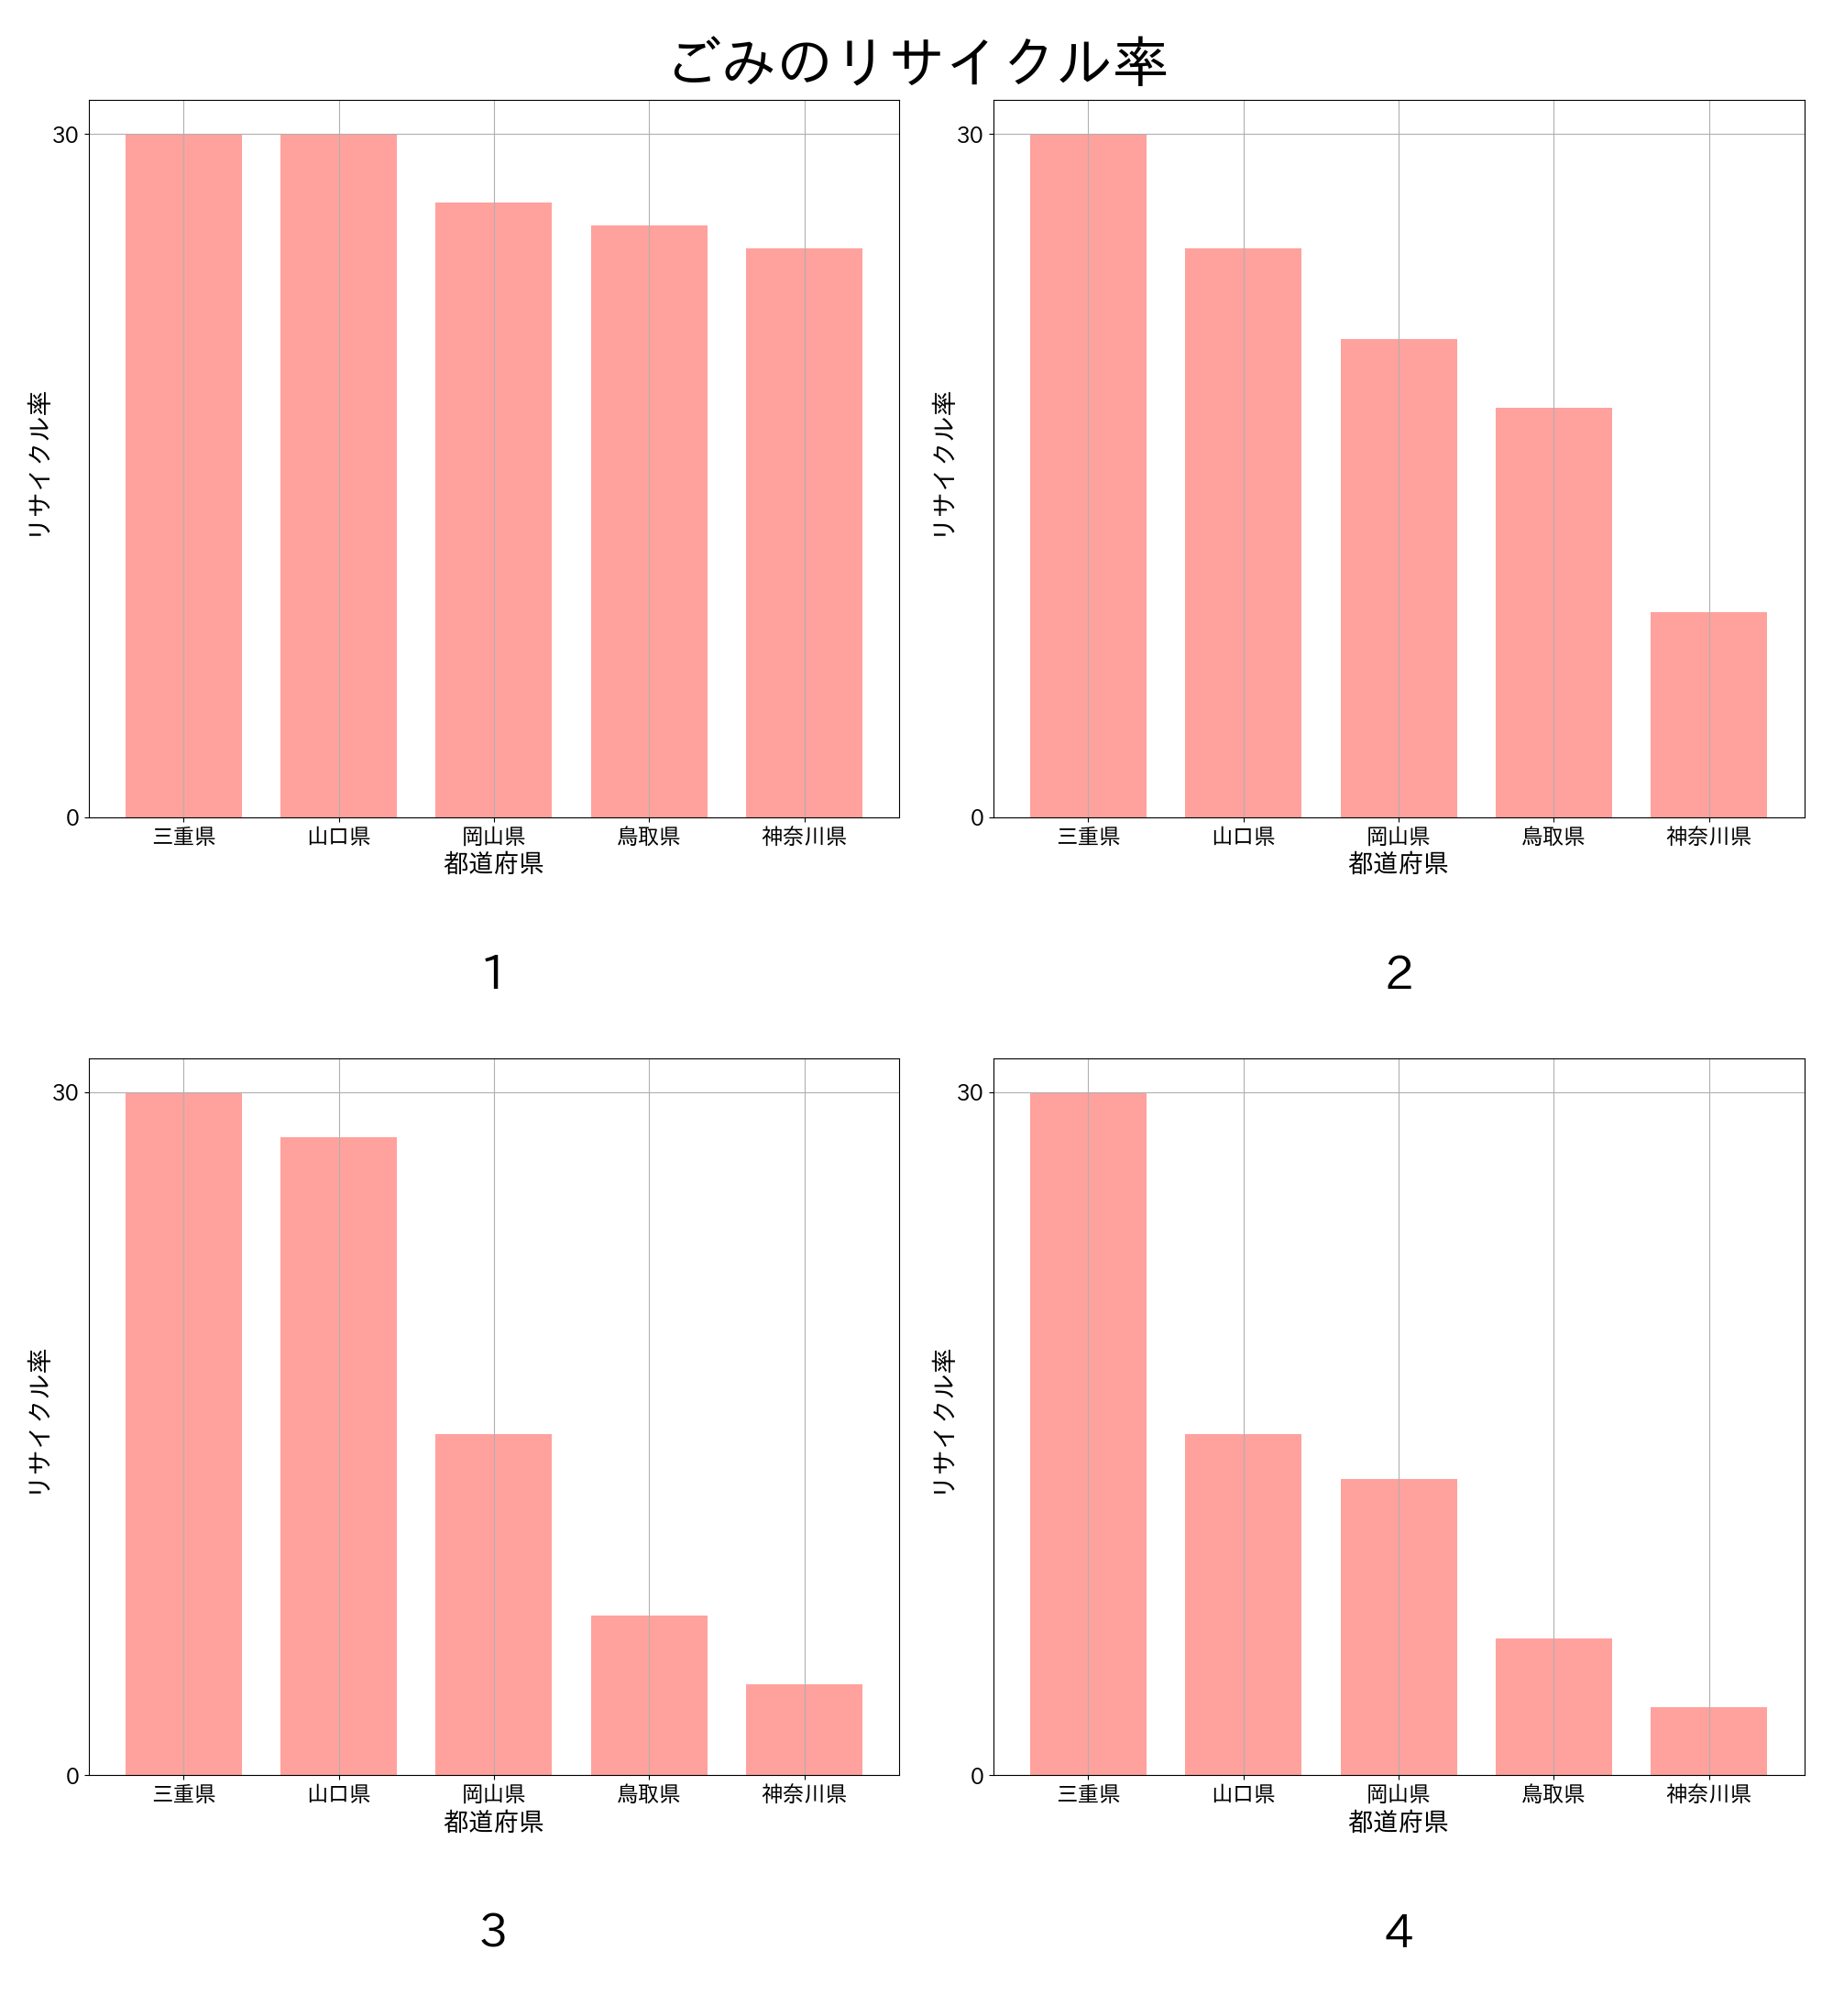 ごみのリサイクル率
30
0
リサイクル率
三重県 山口県 岡山県 鳥取県 神奈川県
都道府県
1
30
0
リサイクル率
三重県 山口県 岡山県 鳥取県 神奈川県
都道府県
2
30
0
リサイクル率
三重県 山口県 岡山県 鳥取県 神奈川県
都道府県
3
30
0
リサイクル率
三重県 山口県 岡山県 鳥取県 神奈川県
都道府県
4